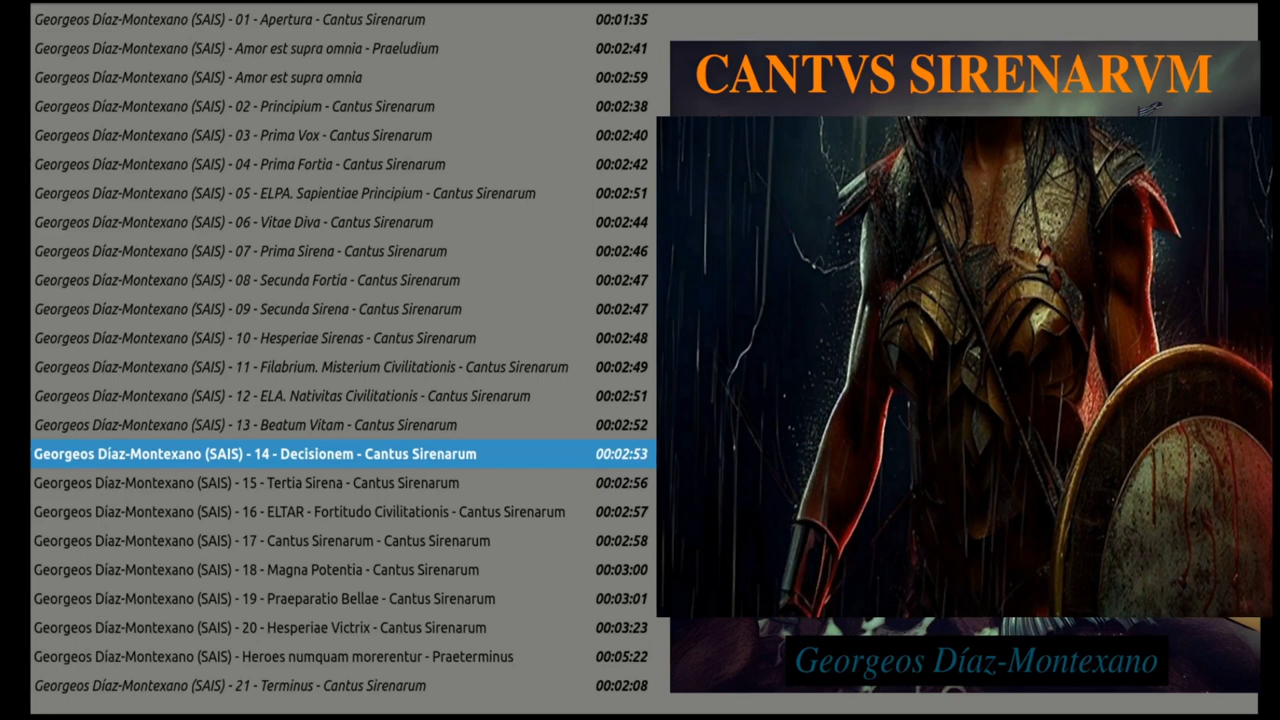 Georgeos Díaz-Montexano (SAIS) - 01 - Apertura - Cantus Sirenarum 00:01:35
Georgeos Díaz-Montexano (SAIS) - Amor est supra omnia - Praeludium 00:02:41
Georgeos Díaz-Montexano (SAIS) - Amor est supra omnia 00:02:59
Georgeos Díaz-Montexano (SAIS) - 02 - Principium - Cantus Sirenarum 00:02:38
Georgeos Díaz-Montexano (SAIS) - 03 - Prima Vox - Cantus Sirenarum 00:02:40
Georgeos Díaz-Montexano (SAIS) - 04 - Prima Fortia - Cantus Sirenarum 00:02:42
Georgeos Díaz-Montexano (SAIS) - 05 - ELPA. Sapientiae Principium - Cantus Sirenarum 00:02:51
Georgeos Díaz-Montexano (SAIS) - 06 - Vitae Diva - Cantus Sirenarum 00:02:44
Georgeos Díaz-Montexano (SAIS) - 07 - Prima Sirena - Cantus Sirenarum 00:02:46
Georgeos Díaz-Montexano (SAIS) - 08 - Secunda Fortia - Cantus Sirenarum 00:02:47
Georgeos Díaz-Montexano (SAIS) - 09 - Secunda Sirena - Cantus Sirenarum 00:02:47
Georgeos Díaz-Montexano (SAIS) - 10 - Hesperiae Sirenas - Cantus Sirenarum 00:02:48
Georgeos Díaz-Montexano (SAIS) - 11 - Filabrium. Misterium Civilitationis - Cantus Sirenarum 00:02:49
Georgeos Díaz-Montexano (SAIS) - 12 - ELA. Nativitas Civilitationis - Cantus Sirenarum 00:02:51
Georgeos Díaz-Montexano (SAIS) - 13 - Beatum Vitam - Cantus Sirenarum 00:02:52
Georgeos Díaz-Montexano (SAIS) - 14 - Decisionem - Cantus Sirenarum 00:02:53
Georgeos Díaz-Montexano (SAIS) - 15 - Tertia Sirena - Cantus Sirenarum 00:02:56
Georgeos Díaz-Montexano (SAIS) - 16 - ELTAR - Fortitudo Civilitationis - Cantus Sirenarum 00:02:57
Georgeos Díaz-Montexano (SAIS) - 17 - Cantus Sirenarum - Cantus Sirenarum 00:02:58
Georgeos Díaz-Montexano (SAIS) - 18 - Magna Potentia - Cantus Sirenarum 00:03:00
Georgeos Díaz-Montexano (SAIS) - 19 - Praeparatio Bellae - Cantus Sirenarum 00:03:01
Georgeos Díaz-Montexano (SAIS) - 20 - Hesperiae Victrix - Cantus Sirenarum 00:03:23
Georgeos Díaz-Montexano (SAIS) - Heroes numquam morerentur - Praeterminus 00:05:22
Georgeos Díaz-Montexano (SAIS) - 21 - Terminus - Cantus Sirenarum 00:02:08
CANTVS SIRENARVM
Georgeos Díaz-Montexano